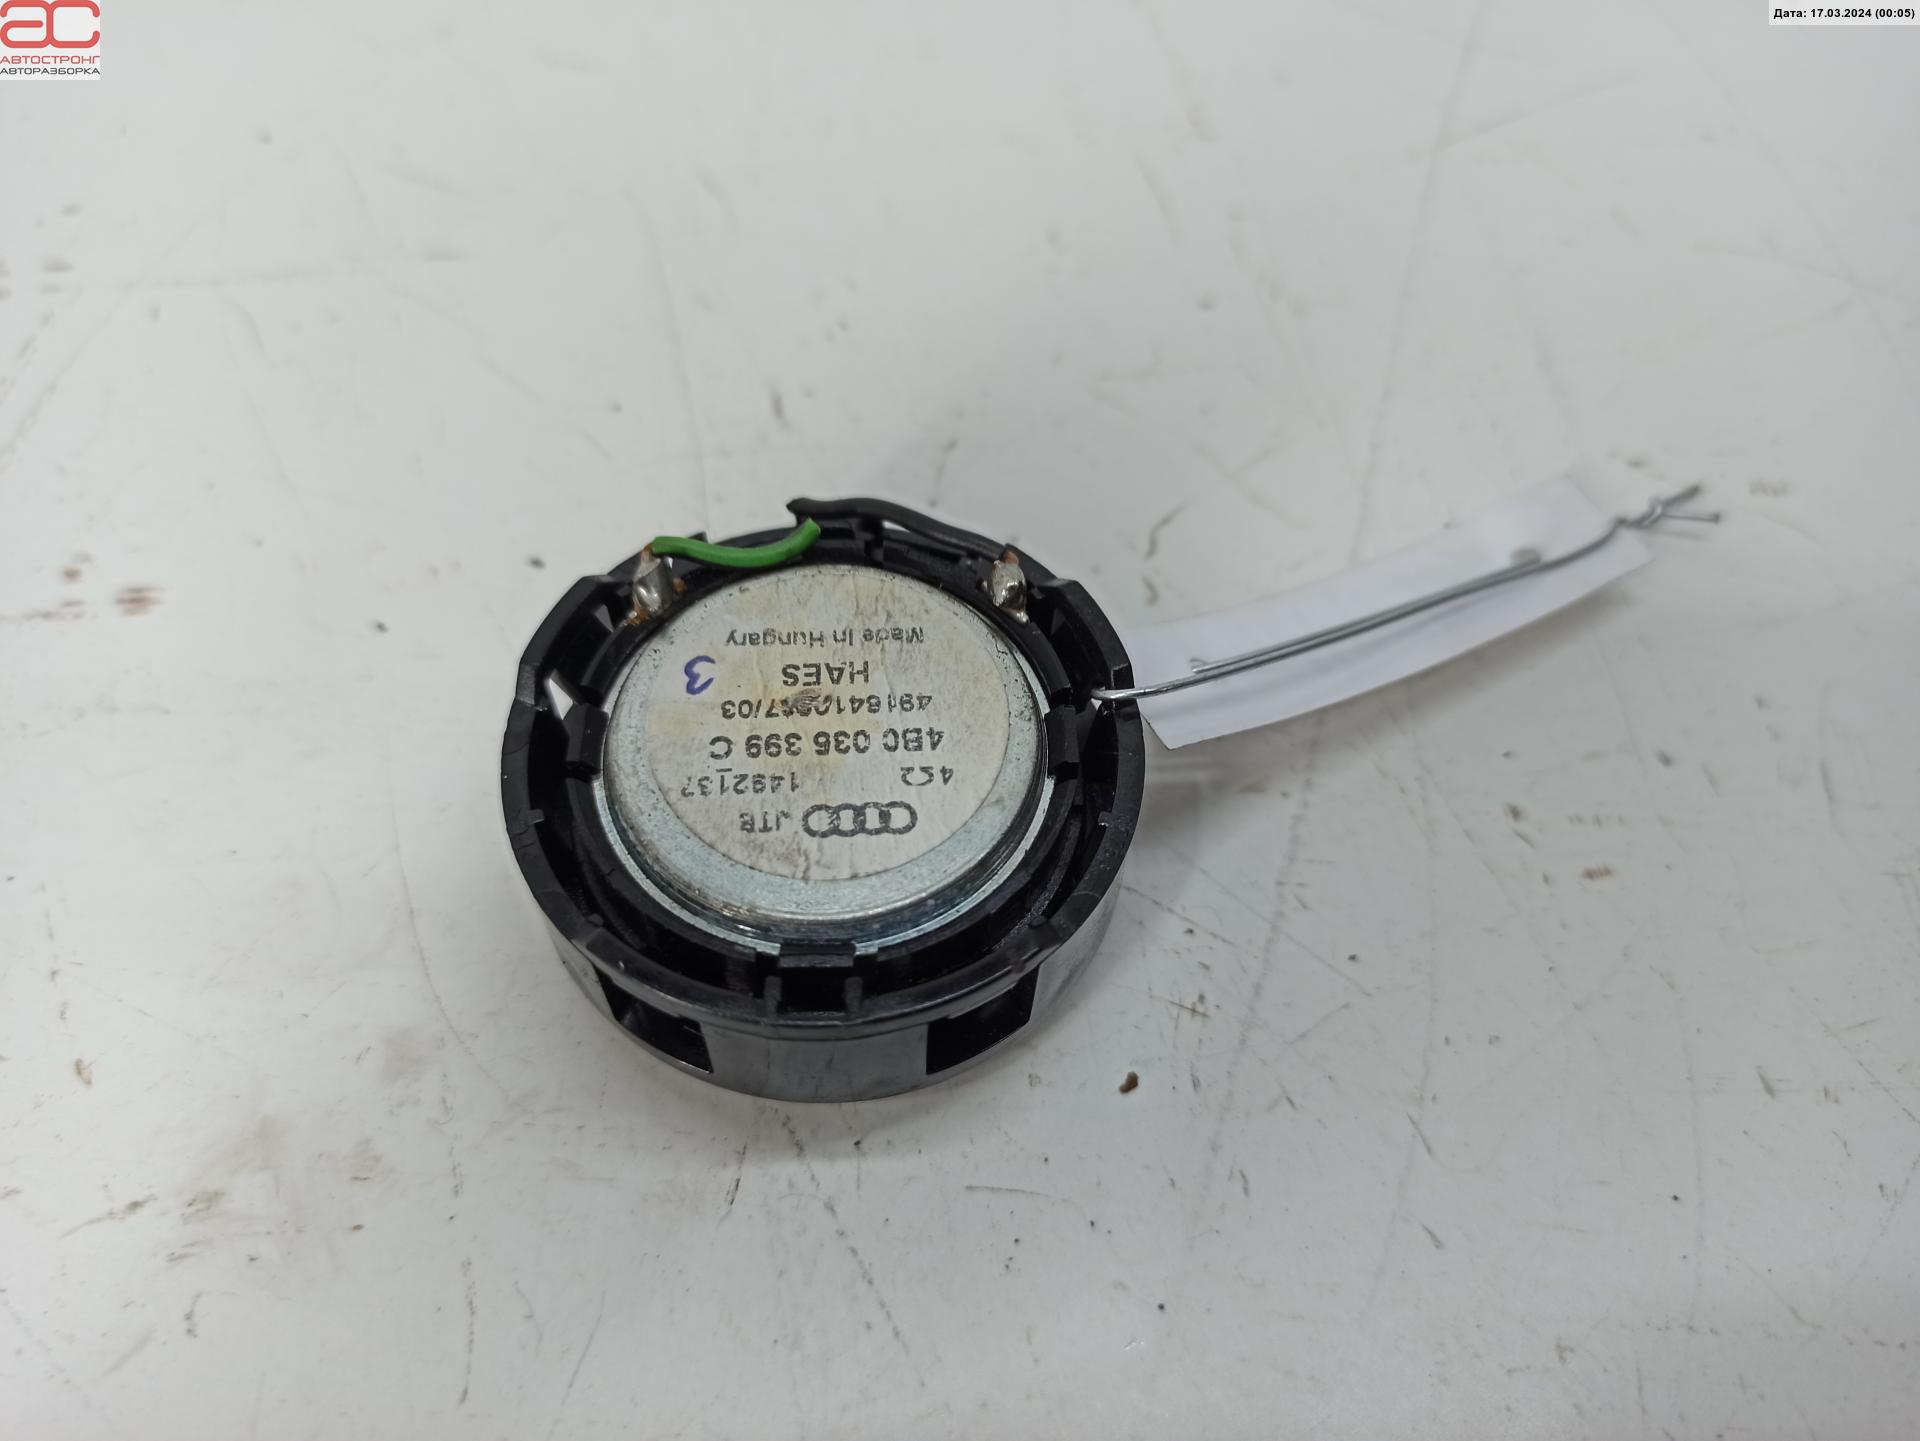 АС
АВТОСТРОНГ
АВТОРАЗБОРКА
Дата: 17.03.2024 (00:05)
JTE
4Ω 1492137
4B0 035 399 C
HAES
3
Made in Hungary